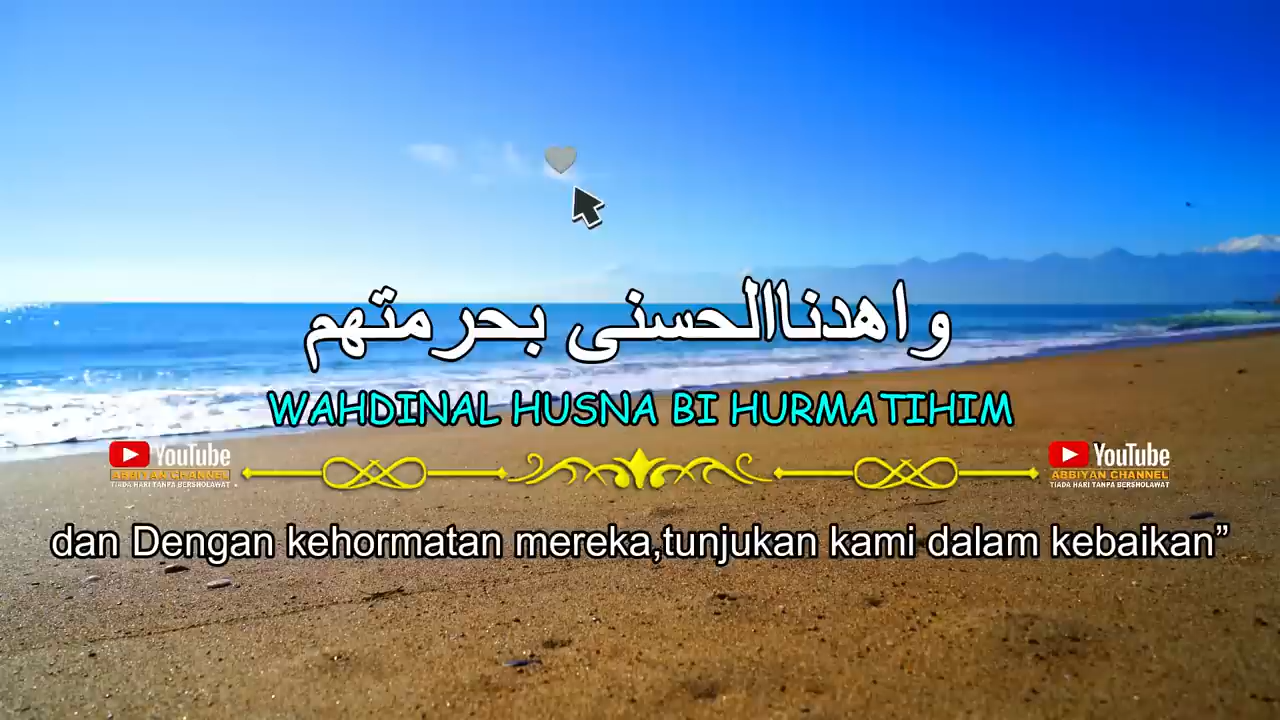 واهدناالحسنى بحرمتهم
WAHDINAL HUSNA BI HURMATIHIM
YouTube
ABBIYAN CHANNEL
TIADA HARI TANPA BERSHOLAWAT
YouTube
ABBIYAN CHANNEL
TIADA HARI TANPA BERSHOLAWAT
dan Dengan kehormatan mereka,tunjukan kami dalam kebaikan”